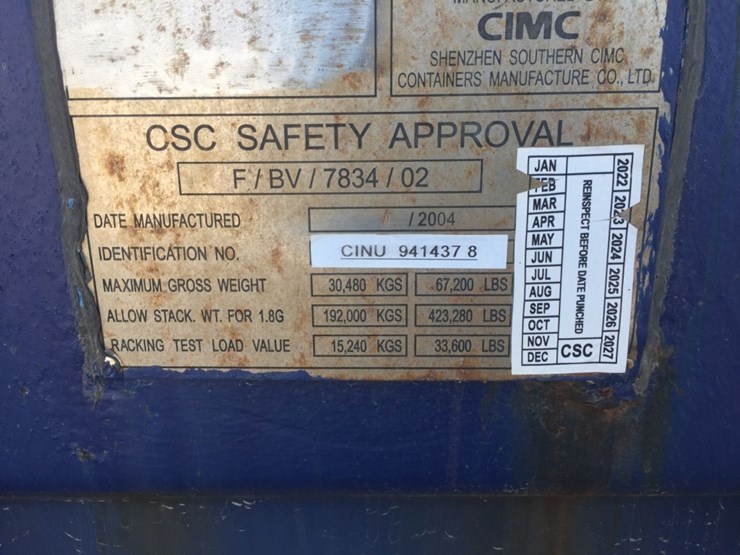 CIMC
SHENZHEN SOUTHERN CIMC
CONTAINERS MANUFACTURE CO., LTD.
CSC SAFETY APPROVAL
F / BV / 7834 / 02
DATE MANUFACTURED / 2004
IDENTIFICATION NO. CINU 941437 8
MAXIMUM GROSS WEIGHT 30,480 KGS 67,200 LBS
ALLOW STACK. WT. FOR 1.8G 192,000 KGS 423,280 LBS
RACKING TEST LOAD VALUE 15,240 KGS 33,600 LBS
JAN
FEB
MAR
APR
MAY
JUN
JUL
AUG
SEP
OCT
NOV
DEC
REINSPECT BEFORE DATE PUNCHED
CSC
2022 2023 2024 2025 2026 2027